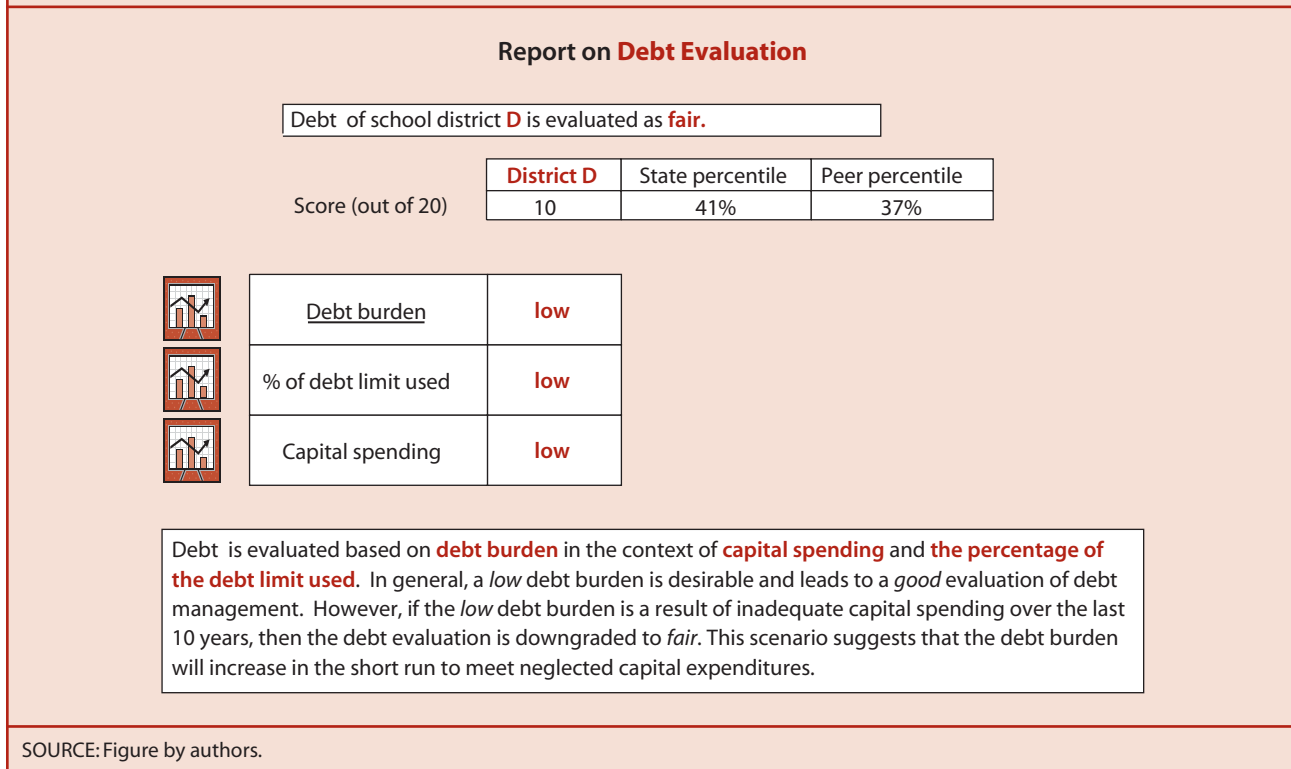 Report on Debt Evaluation
Debt of school district D is evaluated as fair.
District D State percentile Peer percentile
Score (out of 20) 10 41% 37%
Debt burden low
% of debt limit used low
Capital spending low
Debt is evaluated based on debt burden in the context of capital spending and the percentage of
the debt limit used. In general, a low debt burden is desirable and leads to a good evaluation of debt
management. However, if the low debt burden is a result of inadequate capital spending over the last
10 years, then the debt evaluation is downgraded to fair. This scenario suggests that the debt burden
will increase in the short run to meet neglected capital expenditures.
SOURCE: Figure by authors.